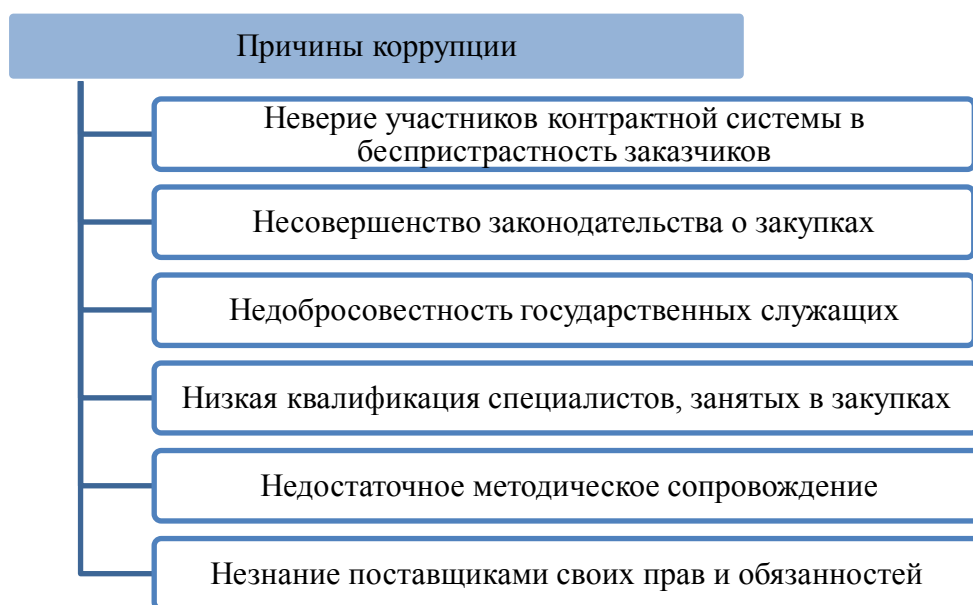 Причины коррупции
Неверие участников контрактной системы в
беспристрастность заказчиков
Несовершенство законодательства о закупках
Недобросовестность государственных служащих
Низкая квалификация специалистов, занятых в закупках
Недостаточное методическое сопровождение
Незнание поставщиками своих прав и обязанностей